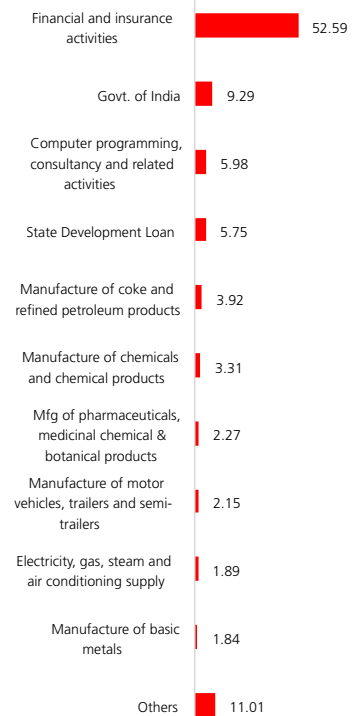 Financial and insurance
activities
52.59
Govt. of India
9.29
Computer programming,
consultancy and related
activities
5.98
State Development Loan
5.75
Manufacture of coke and
refined petroleum products
3.92
Manufacture of chemicals
and chemical products
3.31
Mfg of pharmaceuticals,
medicinal chemical &
botanical products
2.27
Manufacture of motor
vehicles, trailers and semi-
trailers
2.15
Electricity, gas, steam and
air conditioning supply
1.89
Manufacture of basic
metals
1.84
Others
11.01